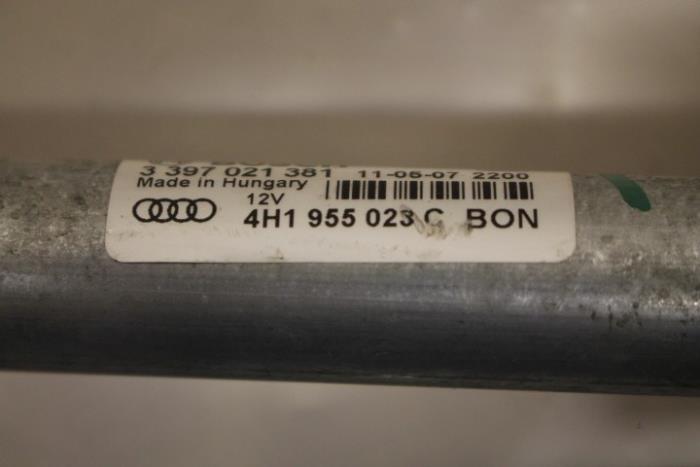 3 397 021 381 11-05-07 2200
Made in Hungary
12V
4H1 955 023 C BON